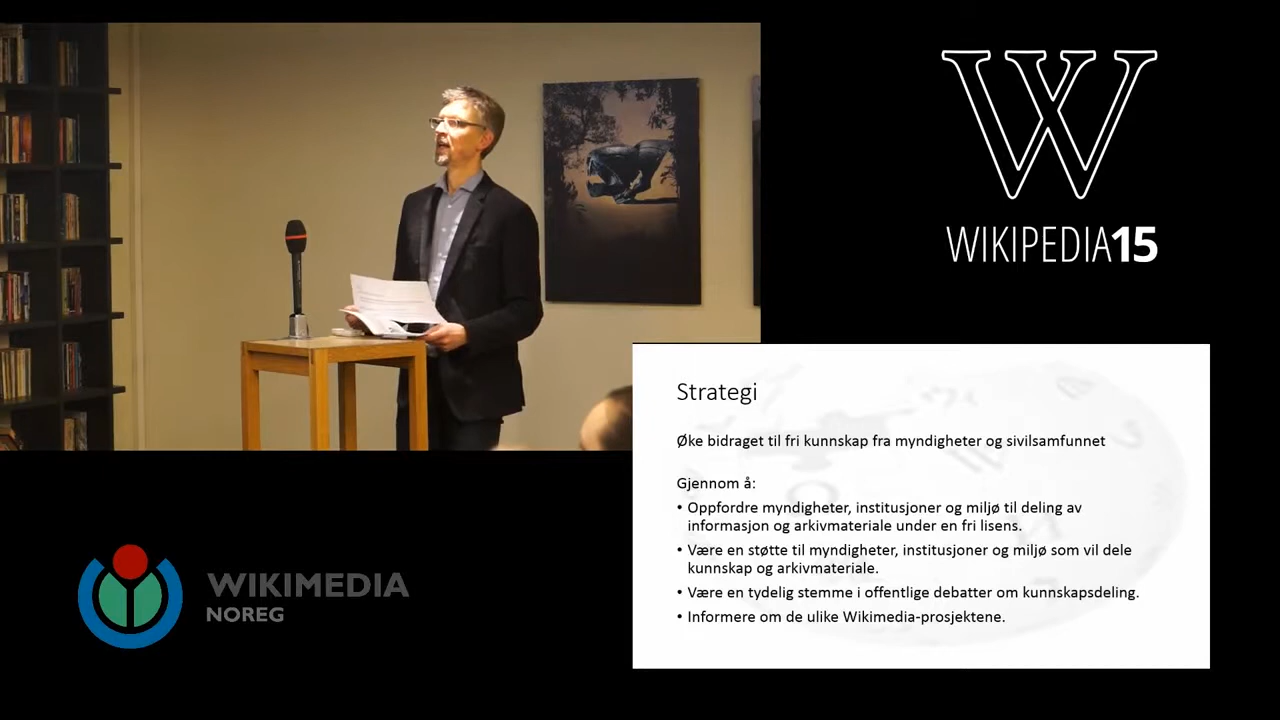 W
WIKIPEDIA15
Strategi
Øke bidraget til fri kunnskap fra myndigheter og sivilsamfunnet
Gjennom å:
• Oppfordre myndigheter, institusjoner og miljø til deling av
informasjon og arkivmateriale under en fri lisens.
• Være en støtte til myndigheter, institusjoner og miljø som vil dele
kunnskap og arkivmateriale.
• Være en tydelig stemme i offentlige debatter om kunnskapsdeling.
• Informere om de ulike Wikimedia-prosjektene.
WIKIMEDIA
NOREG